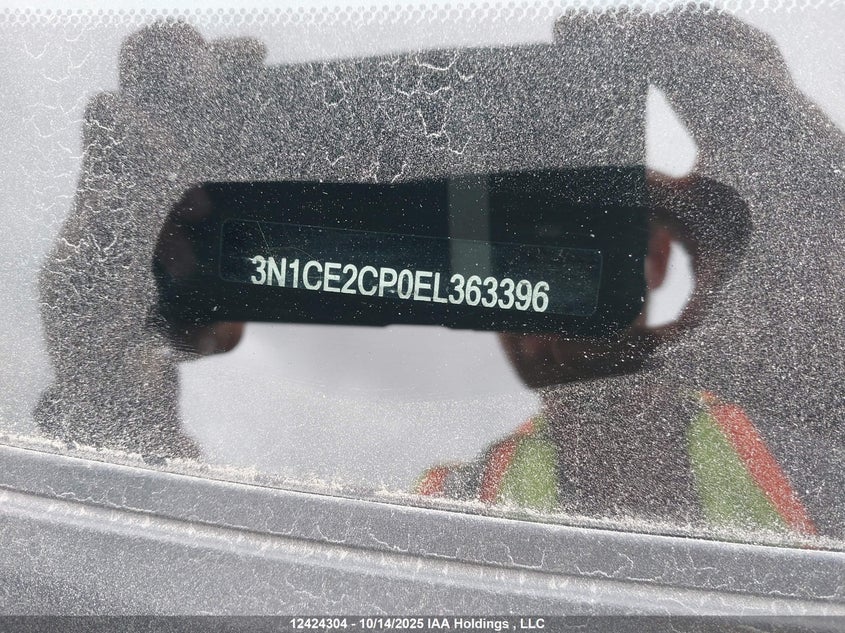 3N1CE2CP0EL363396
12424304 - 10/14/2025 IAA Holdings , LLC